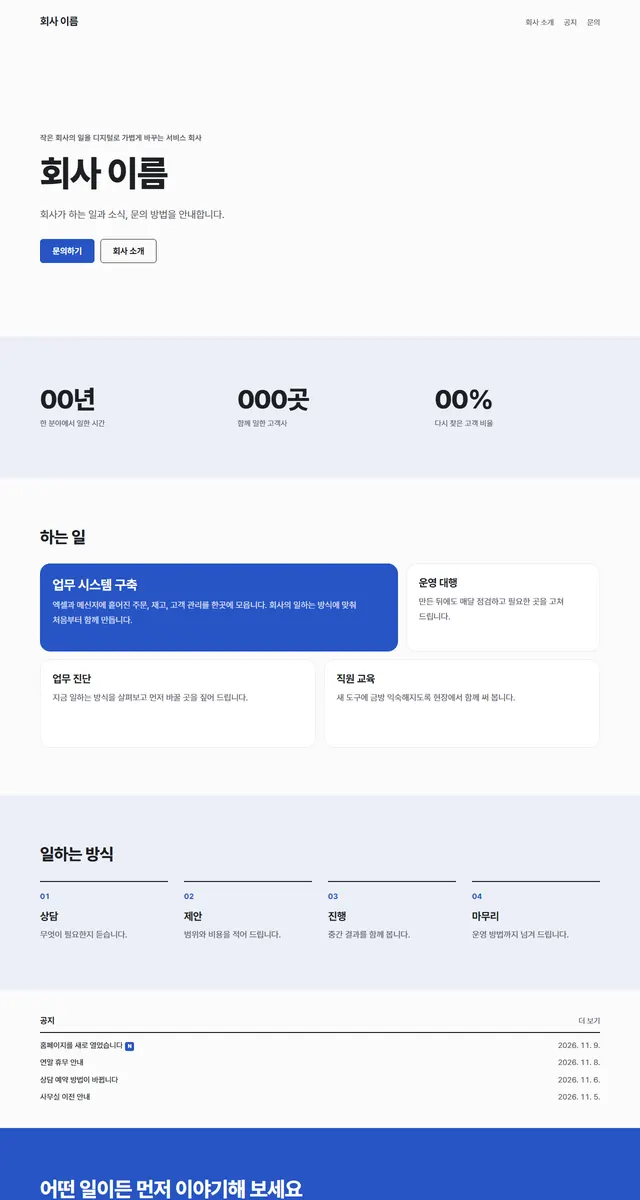 회사 이름
회사 소개 공지 문의
작은 회사의 일을 디지털로 가볍게 바꾸는 서비스 회사
회사 이름
회사가 하는 일과 소식, 문의 방법을 안내합니다.
문의하기 회사 소개
00년 000곳 00%
한 분야에서 일한 시간 함께 일한 고객사 다시 찾은 고객 비율
하는 일
업무 시스템 구축
엑셀과 메신저에 흩어진 주문, 재고, 고객 관리를 한곳에 모읍니다. 회사의 일하는 방식에 맞춰
처음부터 함께 만듭니다.
운영 대행
만든 뒤에도 매달 점검하고 필요한 곳을 고쳐
드립니다.
업무 진단
지금 일하는 방식을 살펴보고 먼저 바꿀 곳을 짚어 드립니다.
직원 교육
새 도구에 금방 익숙해지도록 현장에서 함께 써 봅니다.
일하는 방식
01
상담
무엇이 필요한지 듣습니다.
02
제안
범위와 비용을 적어 드립니다.
03
진행
중간 결과를 함께 봅니다.
04
마무리
운영 방법까지 넘겨 드립니다.
공지 더 보기
홈페이지를 새로 열었습니다 N 2026. 11. 9.
연말 휴무 안내 2026. 11. 8.
상담 예약 방법이 바뀝니다 2026. 11. 6.
사무실 이전 안내 2026. 11. 5.
어떤 일이든 먼저 이야기해 보세요